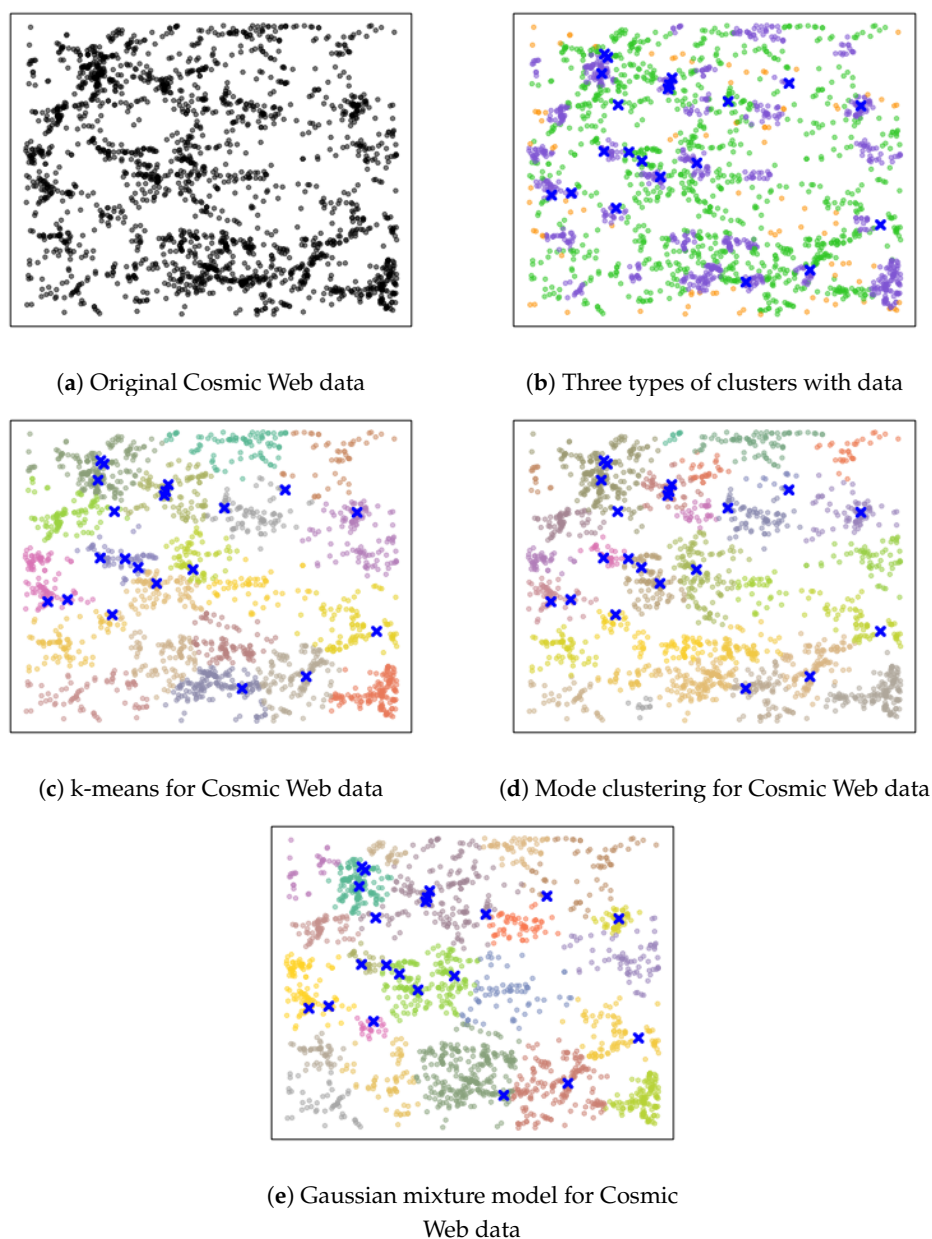 (a) Original Cosmic Web data
(b) Three types of clusters with data
(c) k-means for Cosmic Web data
(d) Mode clustering for Cosmic Web data
(e) Gaussian mixture model for Cosmic
Web data